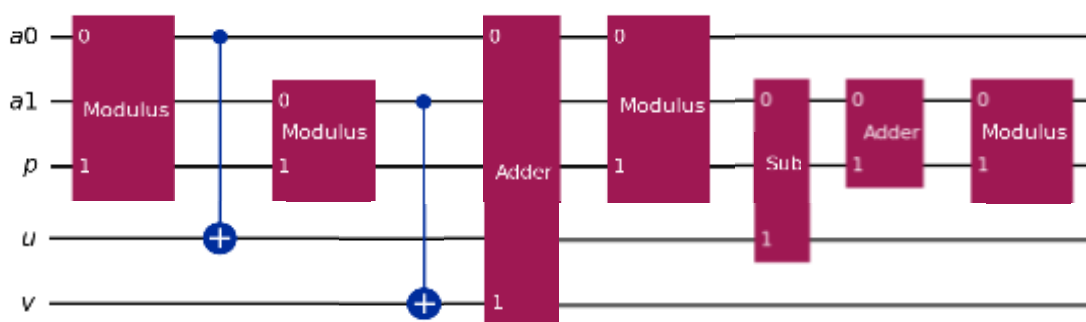 a0 0 0 0
a1 Modulus 0 Modulus Modulus 0 0 Adder 0 Modulus
p 1 1 Adder 1 Sub 1 1
u 1
v 1